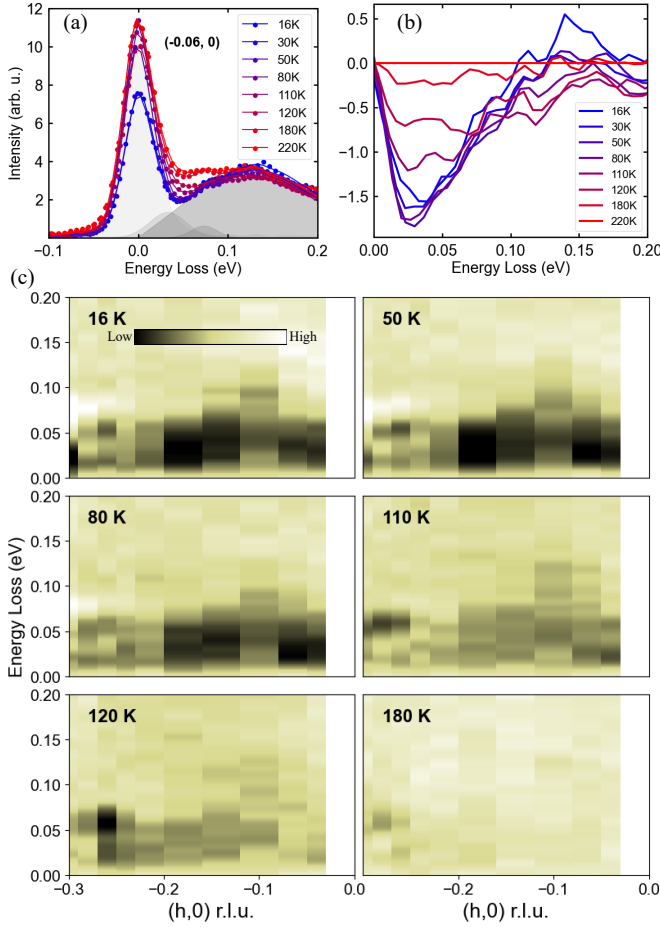 (a)
(-0.06, 0)
16K
30K
50K
80K
110K
120K
180K
220K
12
10
8
6
4
2
Intensity (arb. u.)
−0.1
0.0
0.1
0.2
Energy Loss (eV)
(b)
0.5
0.0
−0.5
−1.0
−1.5
16K
30K
50K
80K
110K
120K
180K
220K
0.00
0.05
0.10
0.15
0.20
Energy Loss (eV)
(c)
0.20
0.15
0.10
0.05
0.00
16 K
Low
High
50 K
0.20
0.15
0.10
0.05
0.00
Energy Loss (eV)
80 K
110 K
0.20
0.15
0.10
0.05
0.00
120 K
180 K
−0.3
−0.2
−0.1
0.0
(h,0) r.l.u.
−0.2
−0.1
0.0
(h,0) r.l.u.